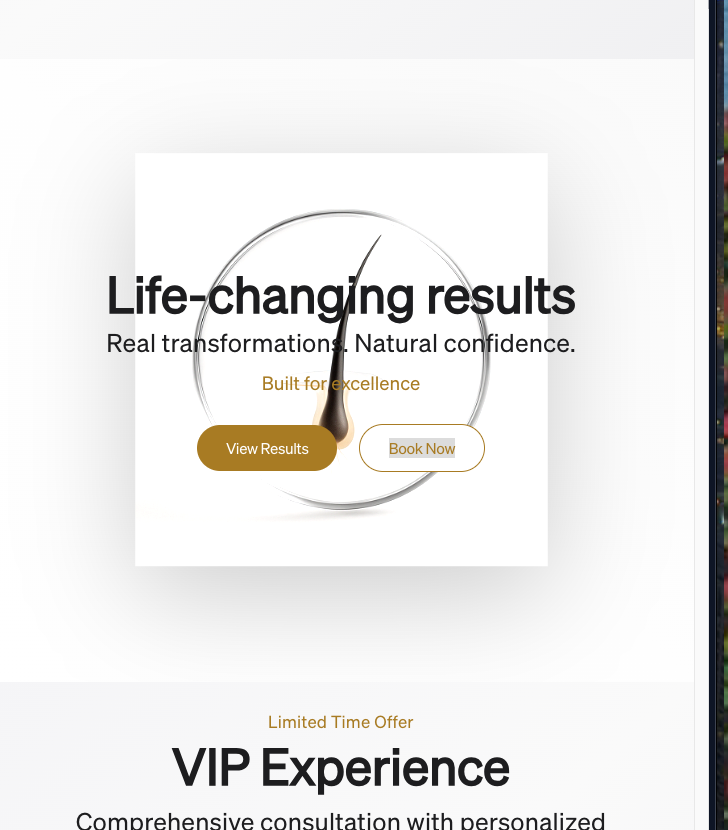 Life-changing results
Real transformations. Natural confidence.
Built for excellence
View Results
Book Now
Limited Time Offer
VIP Experience
Comprehensive consultation with personalized